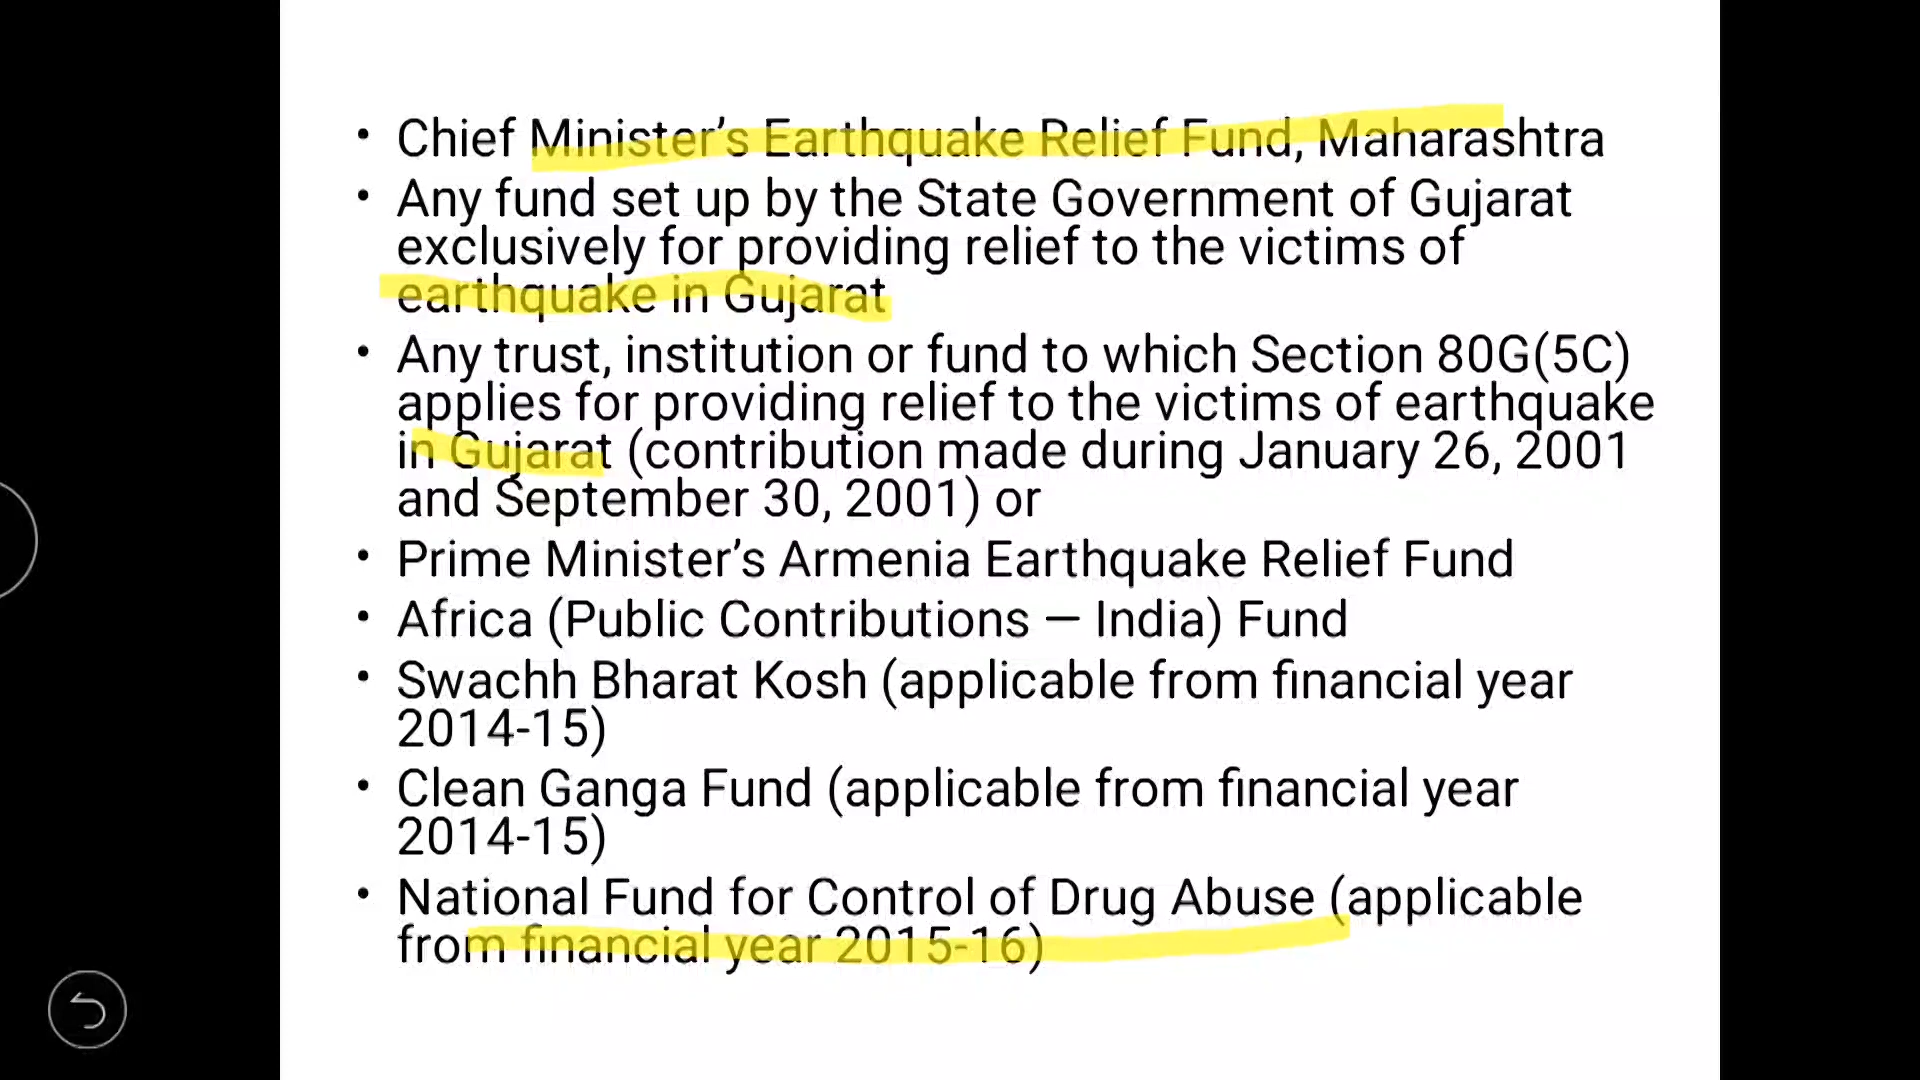 • Chief Minister’s Earthquake Relief Fund, Maharashtra
• Any fund set up by the State Government of Gujarat
exclusively for providing relief to the victims of
earthquake in Gujarat
• Any trust, institution or fund to which Section 80G(5C)
applies for providing relief to the victims of earthquake
in Gujarat (contribution made during January 26, 2001
and September 30, 2001) or
• Prime Minister’s Armenia Earthquake Relief Fund
• Africa (Public Contributions — India) Fund
• Swachh Bharat Kosh (applicable from financial year
2014-15)
• Clean Ganga Fund (applicable from financial year
2014-15)
• National Fund for Control of Drug Abuse (applicable
from financial year 2015-16)